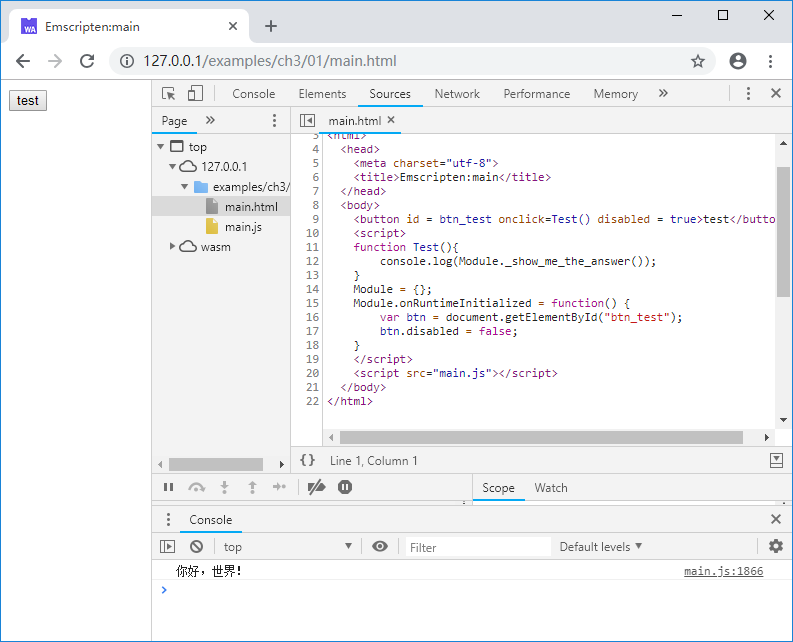 WA Emscripten:main
127.0.0.1/examples/ch3/01/main.html
test
Console Elements Sources Network Performance Memory
Page
main.html
top
127.0.0.1
examples/ch3/
main.html
main.js
wasm
3 <html>
4 <head>
5 <meta charset="utf-8">
6 <title>Emscripten:main</title>
7 </head>
8 <body>
9 <button id = btn_test onclick=Test() disabled = true>test</butto
10 <script>
11 function Test(){
12 console.log(Module._show_me_the_answer());
13 }
14 Module = {};
15 Module.onRuntimeInitialized = function() {
16 var btn = document.getElementById("btn_test");
17 btn.disabled = false;
18 }
19 </script>
20 <script src="main.js"></script>
21 </body>
22 </html>
{} Line 1, Column 1
Scope Watch
Console
top Filter Default levels
你好，世界！ main.js:1866